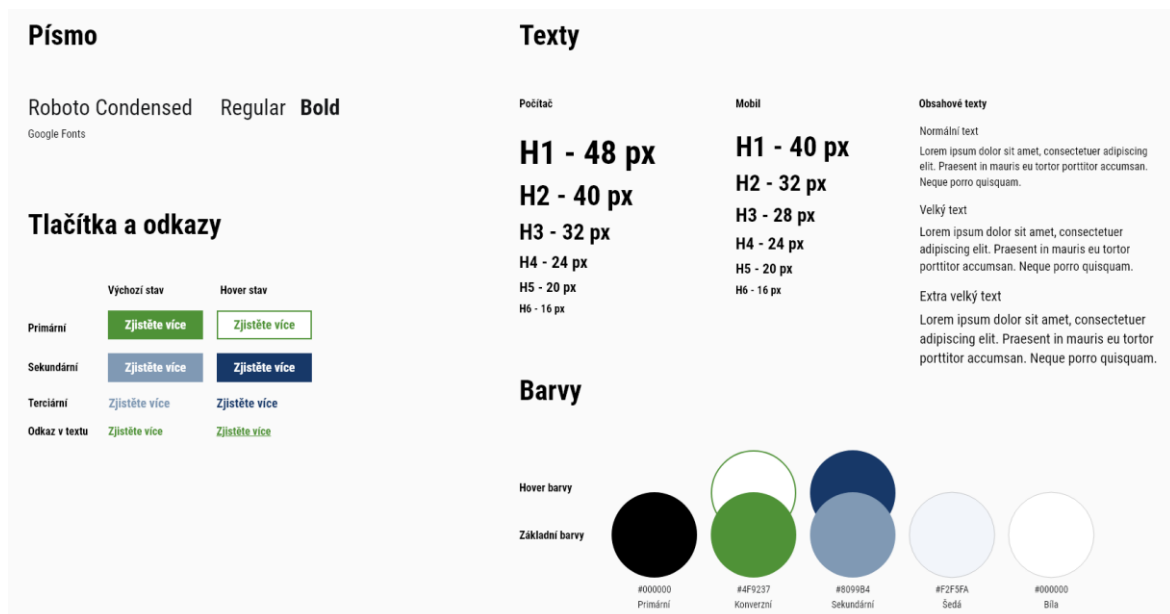 Písmo
Roboto Condensed Regular Bold
Google Fonts
Tlačítka a odkazy
Výchozí stav Hover stav
Primární Zjistěte více Zjistěte více
Sekundární Zjistěte více Zjistěte více
Terciární Zjistěte více Zjistěte více
Odkaz v textu Zjistěte více Zjistěte více
Texty
Počítač
H1 - 48 px
H2 - 40 px
H3 - 32 px
H4 - 24 px
H5 - 20 px
H6 - 16 px
Mobil
H1 - 40 px
H2 - 32 px
H3 - 28 px
H4 - 24 px
H5 - 20 px
H6 - 16 px
Obsahové texty
Normální text
Lorem ipsum dolor sit amet, consectetuer adipiscing
elit. Praesent in mauris eu tortor porttitor accumsan.
Neque porro quisquam.
Velký text
Lorem ipsum dolor sit amet, consectetuer
adipiscing elit. Praesent in mauris eu tortor
porttitor accumsan. Neque porro quisquam.
Extra velký text
Lorem ipsum dolor sit amet, consectetuer
adipiscing elit. Praesent in mauris eu tortor
porttitor accumsan. Neque porro quisquam.
Barvy
Hover barvy
Základní barvy
#000000 #4F9237 #8099B4 #F2F5FA #000000
Primární Konverzní Sekundární Šedá Bíla